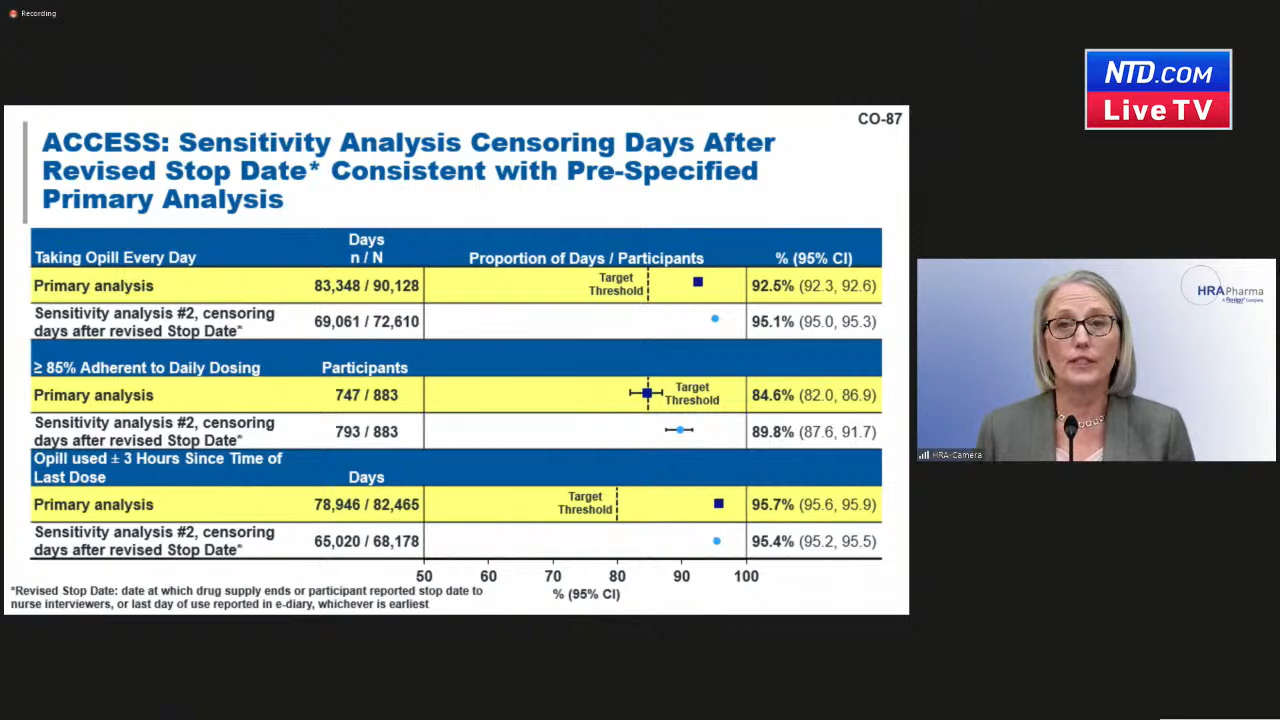 Recording
NTD.COM
Live TV
CO-87
ACCESS: Sensitivity Analysis Censoring Days After
Revised Stop Date* Consistent with Pre-Specified
Primary Analysis
Taking Opill Every Day
Days
n / N
Proportion of Days / Participants
% (95% CI)
Primary analysis
83,348 / 90,128
Target
Threshold
92.5% (92.3, 92.6)
Sensitivity analysis #2, censoring
days after revised Stop Date*
69,061 / 72,610
95.1% (95.0, 95.3)
≥ 85% Adherent to Daily Dosing
Participants
Primary analysis
747 / 883
Target
Threshold
84.6% (82.0, 86.9)
Sensitivity analysis #2, censoring
days after revised Stop Date*
793 / 883
89.8% (87.6, 91.7)
Opill used ± 3 Hours Since Time of
Last Dose
Days
Primary analysis
78,946 / 82,465
Target
Threshold
95.7% (95.6, 95.9)
Sensitivity analysis #2, censoring
days after revised Stop Date*
65,020 / 68,178
95.4% (95.2, 95.5)
50 60 70 80 90 100
% (95% CI)
*Revised Stop Date: date at which drug supply ends or participant reported stop date to
nurse interviewers, or last day of use reported in e-diary, whichever is earliest
HRA Pharma
A Perrigo Company
HRA-Camera